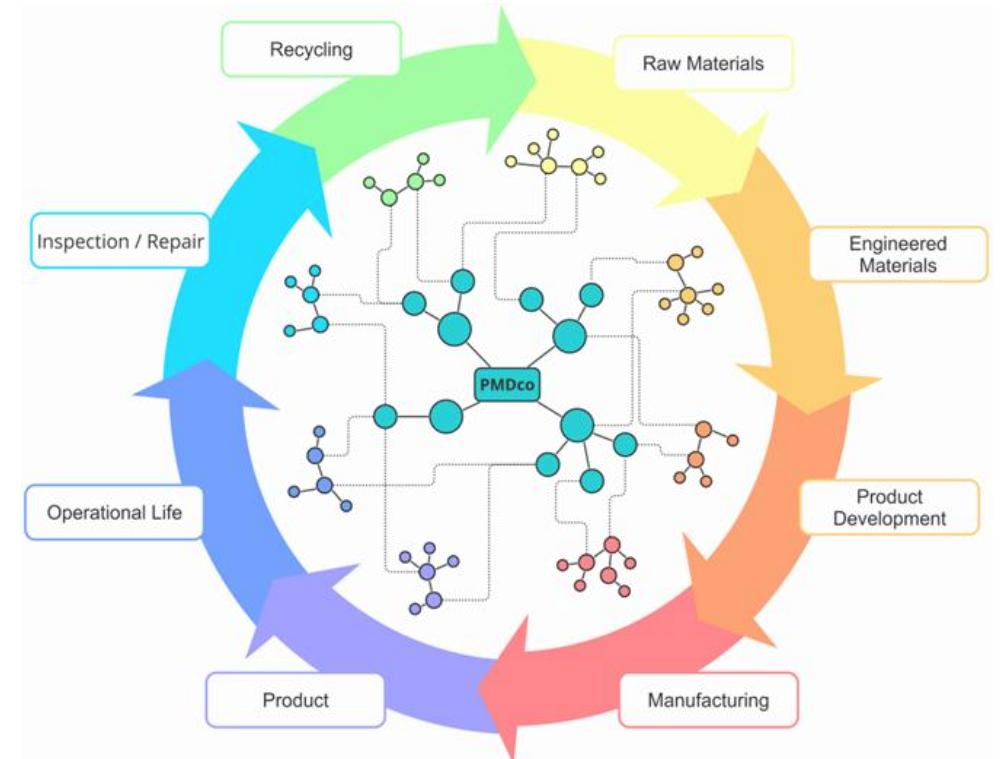 Recycling
Raw Materials
Inspection / Repair
Engineered
Materials
PMDco
Operational Life
Product
Development
Product
Manufacturing